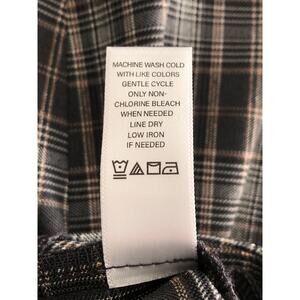 MACHINE WASH COLD
WITH LIKE COLORS
GENTLE CYCLE
ONLY NON-
CHLORINE BLEACH
WHEN NEEDED
LINE DRY
LOW IRON
IF NEEDED